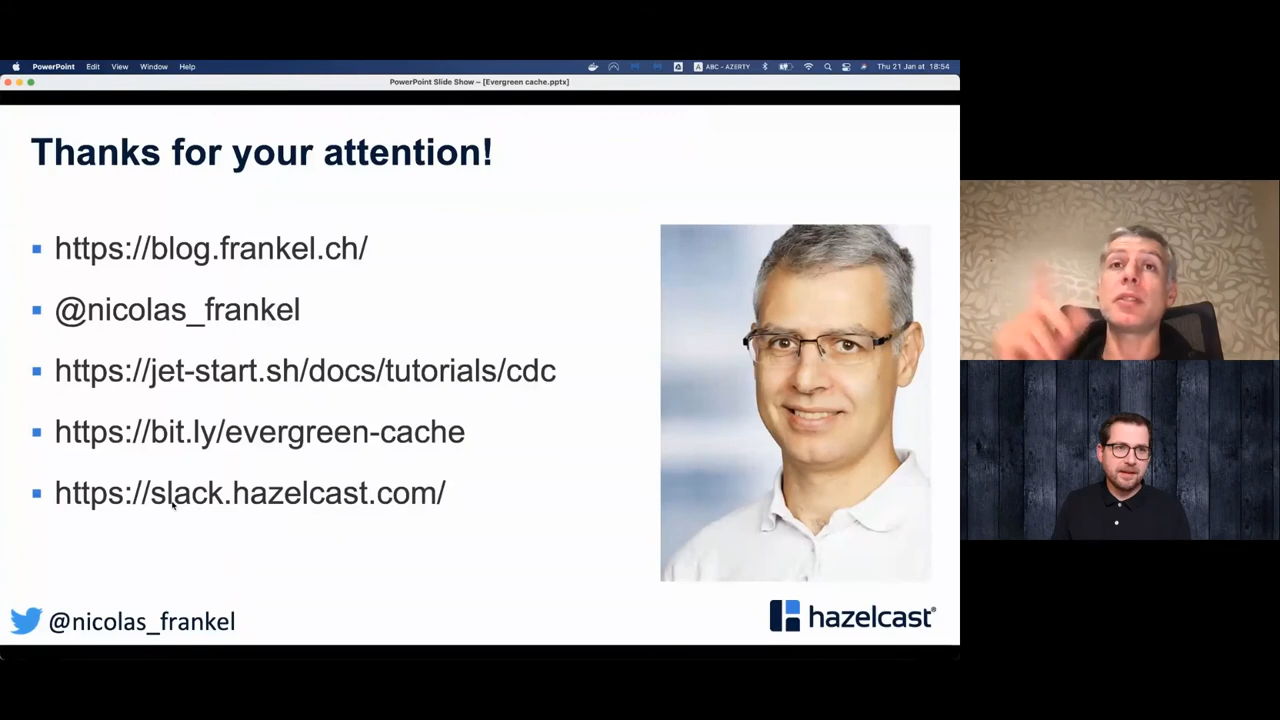 PowerPoint Edit View Window Help ABC - AZERTY Thu 21 Jan at 18:54
PowerPoint Slide Show – [Evergreen cache.pptx]
Thanks for your attention!
https://blog.frankel.ch/
@nicolas_frankel
https://jet-start.sh/docs/tutorials/cdc
https://bit.ly/evergreen-cache
https://slack.hazelcast.com/
@nicolas_frankel
hazelcast®